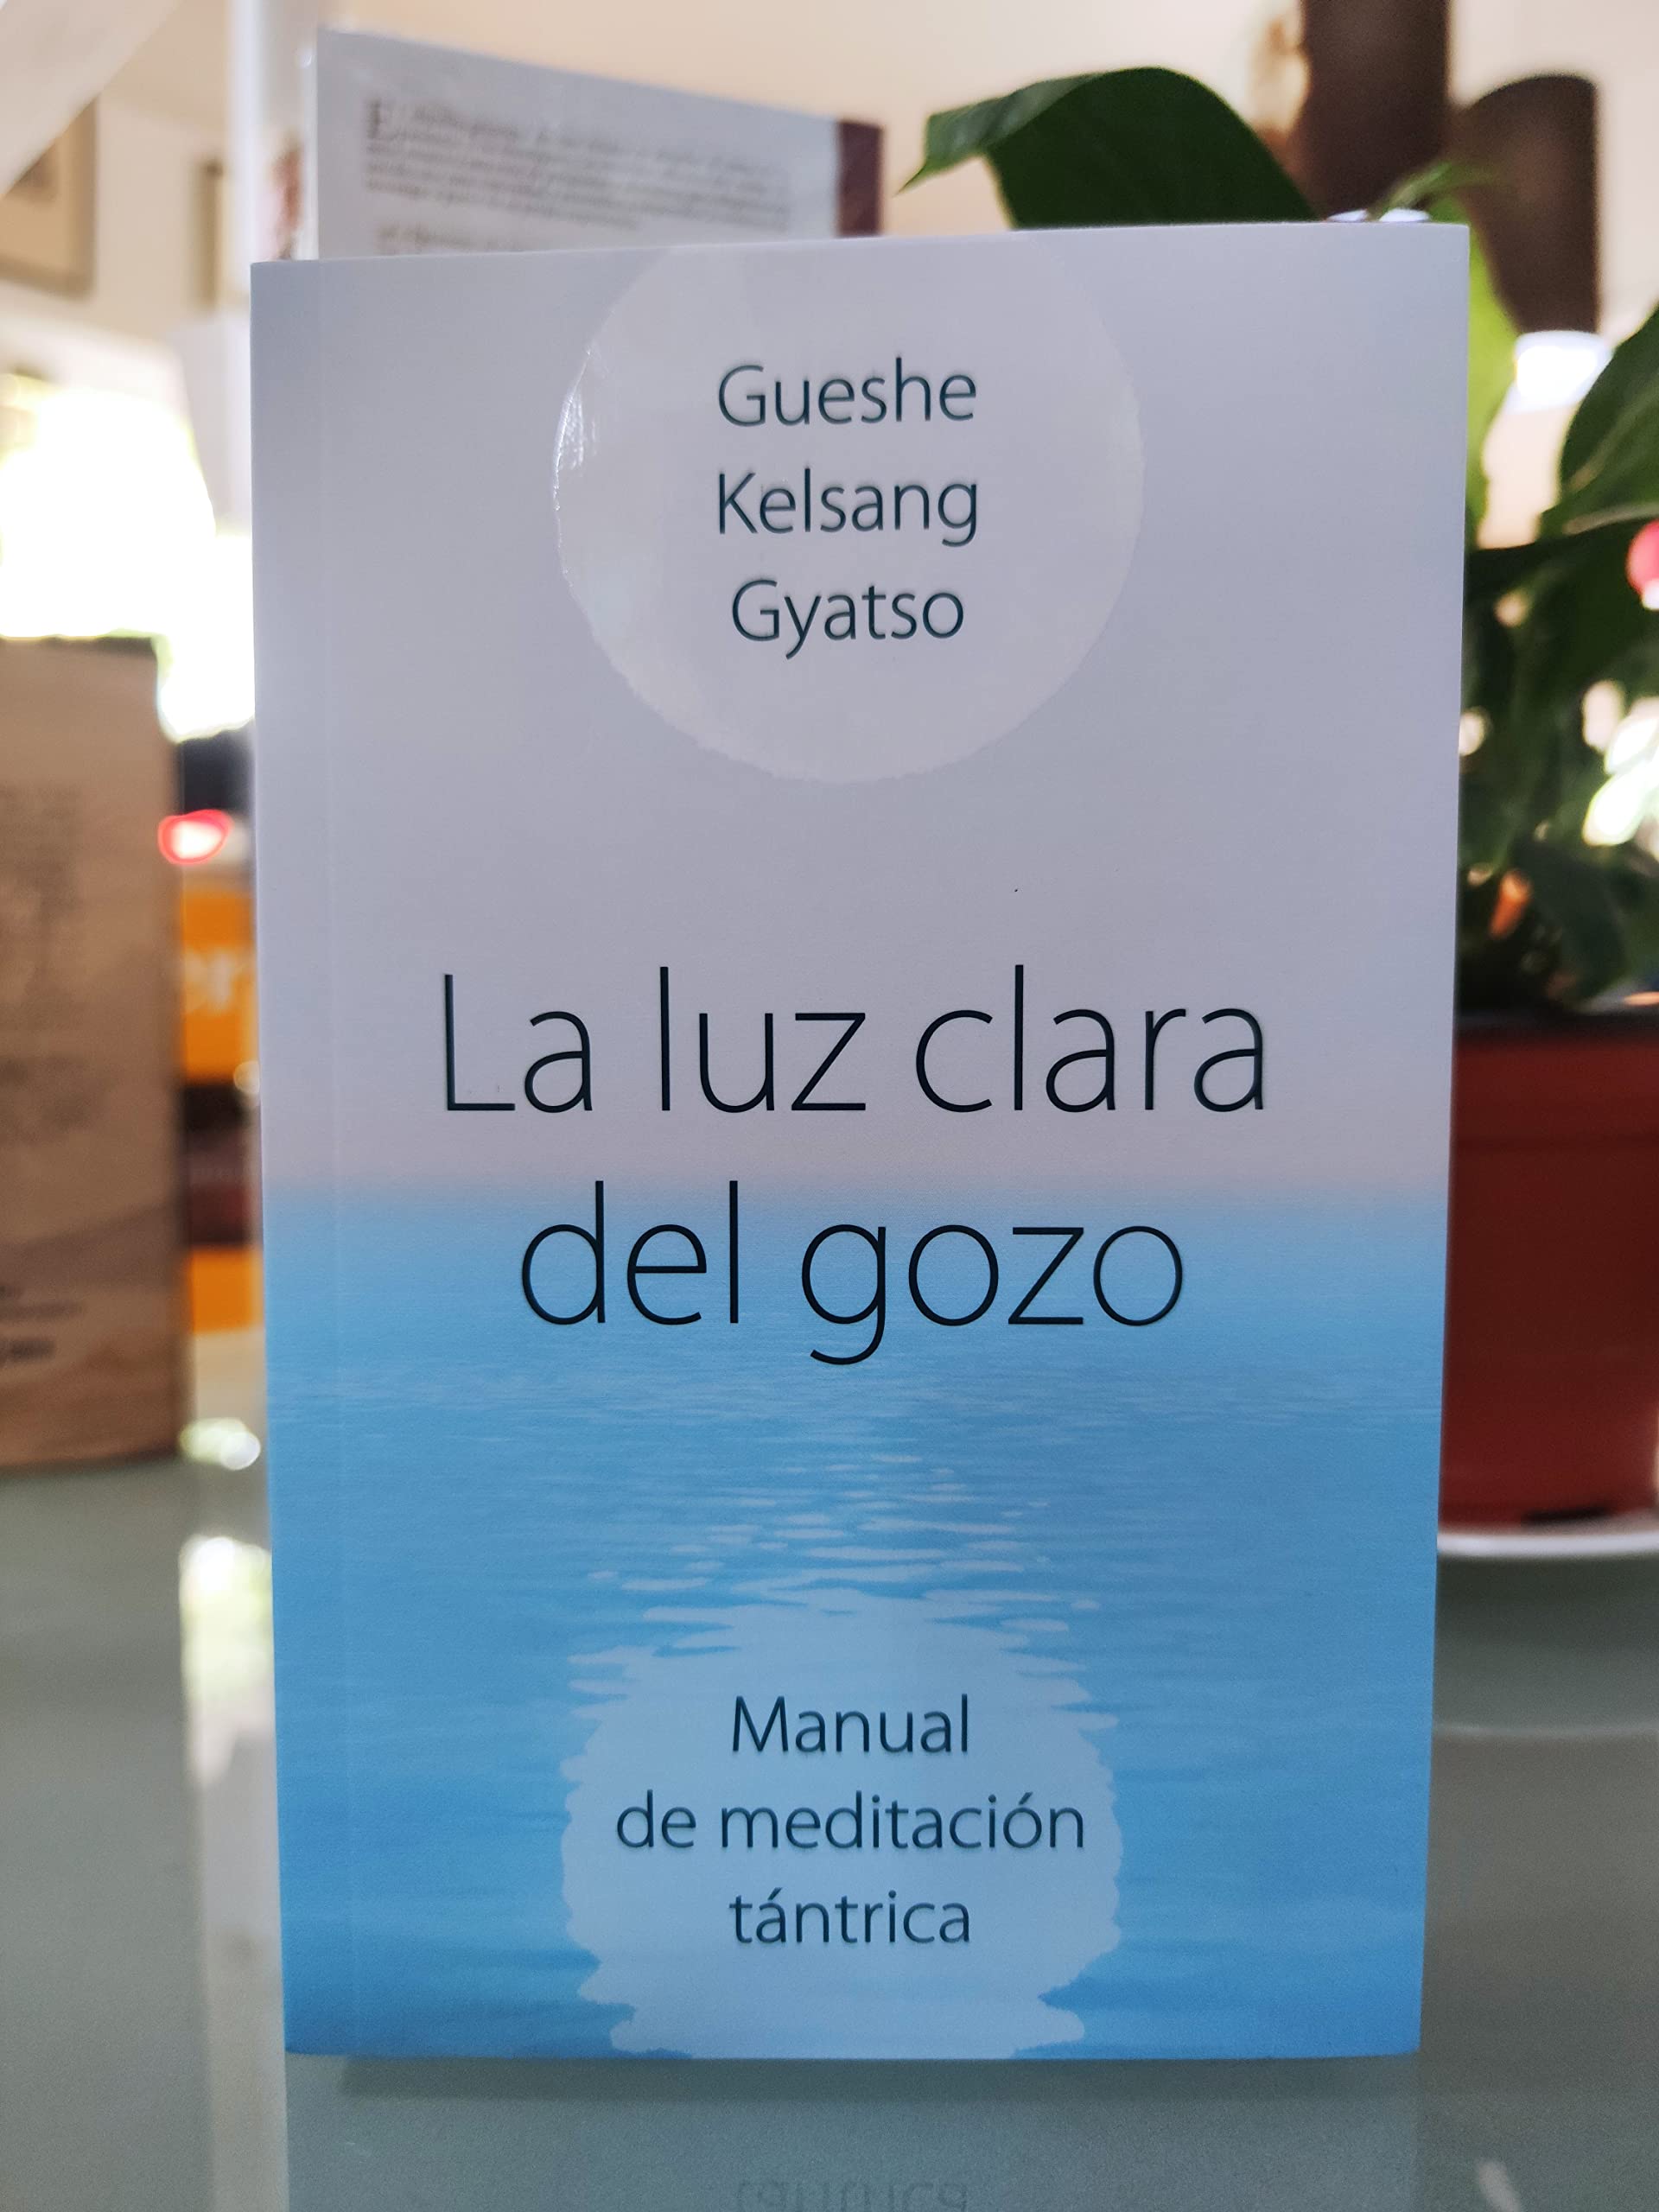 Gueshe
Kelsang
Gyatso
La luz clara
del gozo
Manual
de meditación
tántrica